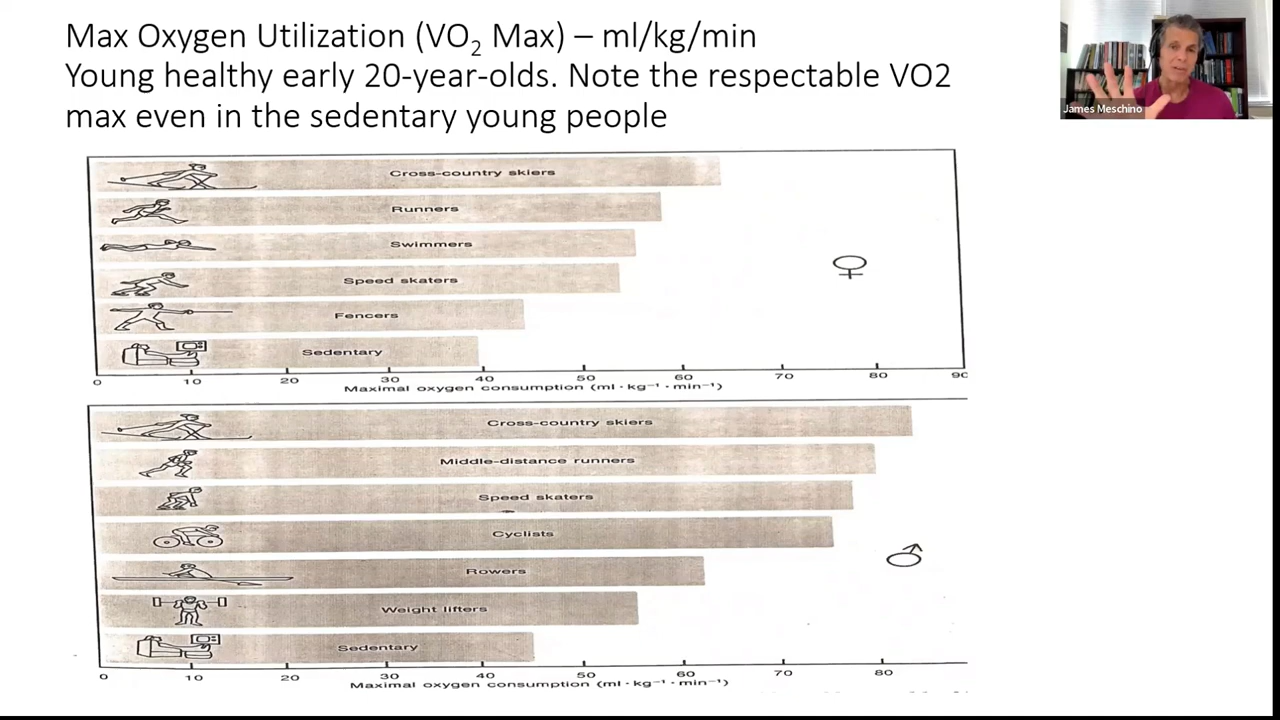 Max Oxygen Utilization (VO₂ Max) – ml/kg/min
Young healthy early 20-year-olds. Note the respectable VO2
max even in the sedentary young people
James Meschino
Cross-country skiers
Runners
Swimmers
Speed skaters
Fencers
Sedentary
0 10 20 30 40 50 60 70 80 90
Maximal oxygen consumption (ml · kg⁻¹ · min⁻¹)
Cross-country skiers
Middle-distance runners
Speed skaters
Cyclists
Rowers
Weight lifters
Sedentary
0 10 20 30 40 50 60 70 80
Maximal oxygen consumption (ml · kg⁻¹ · min⁻¹)